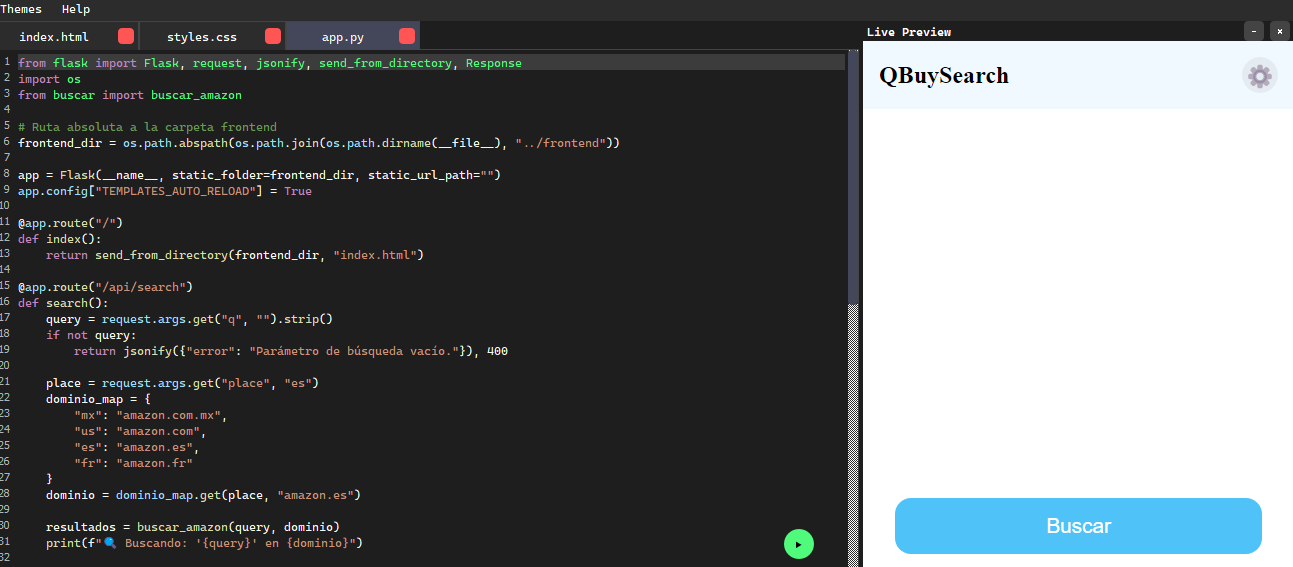 Themes Help
index.html styles.css app.py
Live Preview - ×
1 from flask import Flask, request, jsonify, send_from_directory, Response
2 import os
3 from buscar import buscar_amazon
4
5 # Ruta absoluta a la carpeta frontend
6 frontend_dir = os.path.abspath(os.path.join(os.path.dirname(__file__), "../frontend"))
7
8 app = Flask(__name__, static_folder=frontend_dir, static_url_path="")
9 app.config["TEMPLATES_AUTO_RELOAD"] = True
10
11 @app.route("/")
12 def index():
13     return send_from_directory(frontend_dir, "index.html")
14
15 @app.route("/api/search")
16 def search():
17     query = request.args.get("q", "").strip()
18     if not query:
19         return jsonify({"error": "Parámetro de búsqueda vacío."}), 400
20
21     place = request.args.get("place", "es")
22     dominio_map = {
23         "mx": "amazon.com.mx",
24         "us": "amazon.com",
25         "es": "amazon.es",
26         "fr": "amazon.fr"
27     }
28     dominio = dominio_map.get(place, "amazon.es")
29
30     resultados = buscar_amazon(query, dominio)
31     print(f"🔍 Buscando: '{query}' en {dominio}")
32
QBuySearch
Buscar